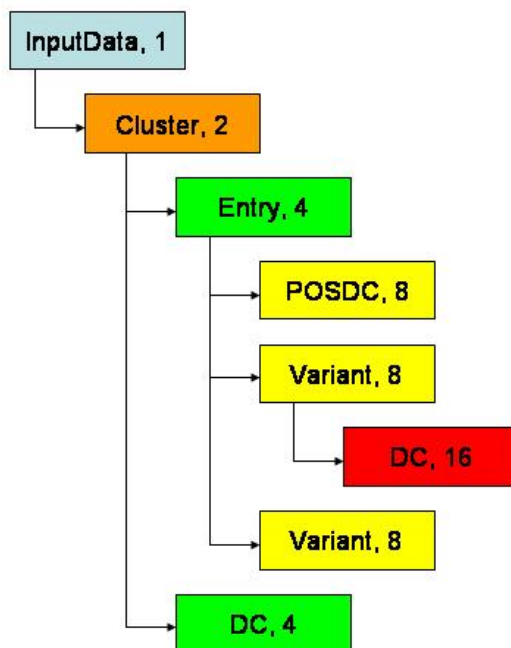 InputData, 1
Cluster, 2
Entry, 4
POSDC, 8
Variant, 8
DC, 16
Variant, 8
DC, 4